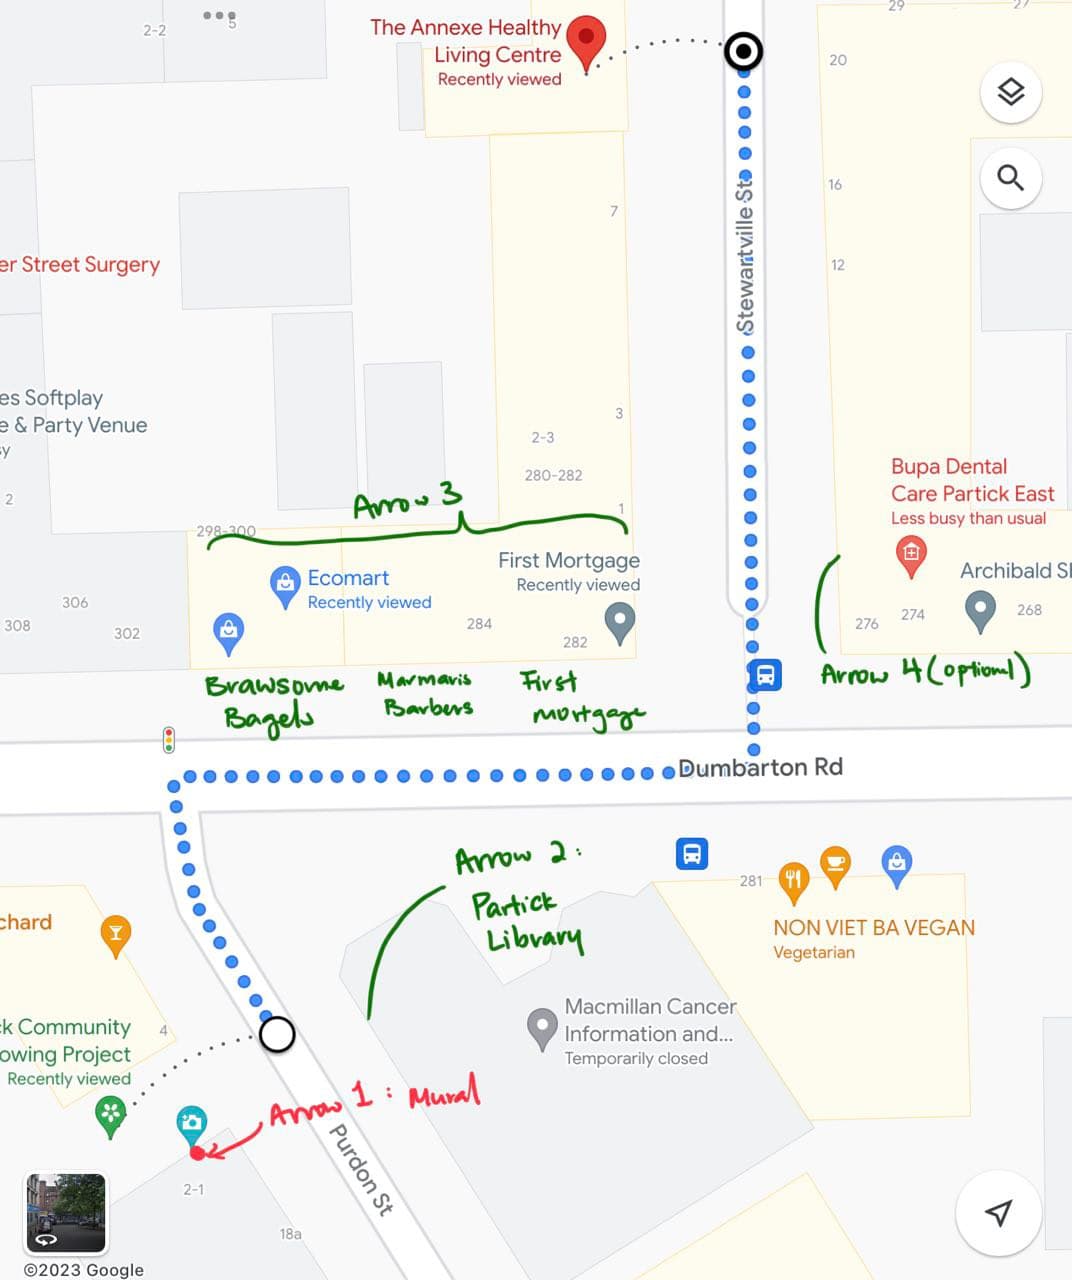 2-2
5
The Annexe Healthy
Living Centre
Recently viewed
29
27
20
16
7
12
Stewartville St
er Street Surgery
es Softplay
e & Party Venue
sy
2
3
2-3
280-282
1
Arrow 3
298-300
Bupa Dental
Care Partick East
Less busy than usual
First Mortgage
Recently viewed
Ecomart
Recently viewed
Archibald S
306
308
302
284
282
276
274
268
Brawsome
Bagels
Marmaris
Barbers
First
mortgage
Arrow 4 (optional)
Dumbarton Rd
Arrow 2:
Partick
Library
281
NON VIET BA VEGAN
Vegetarian
chard
Macmillan Cancer
Information and...
Temporarily closed
ck Community
owing Project
Recently viewed
4
Arrow 1: Mural
Purdon St
2-1
18a
©2023 Google